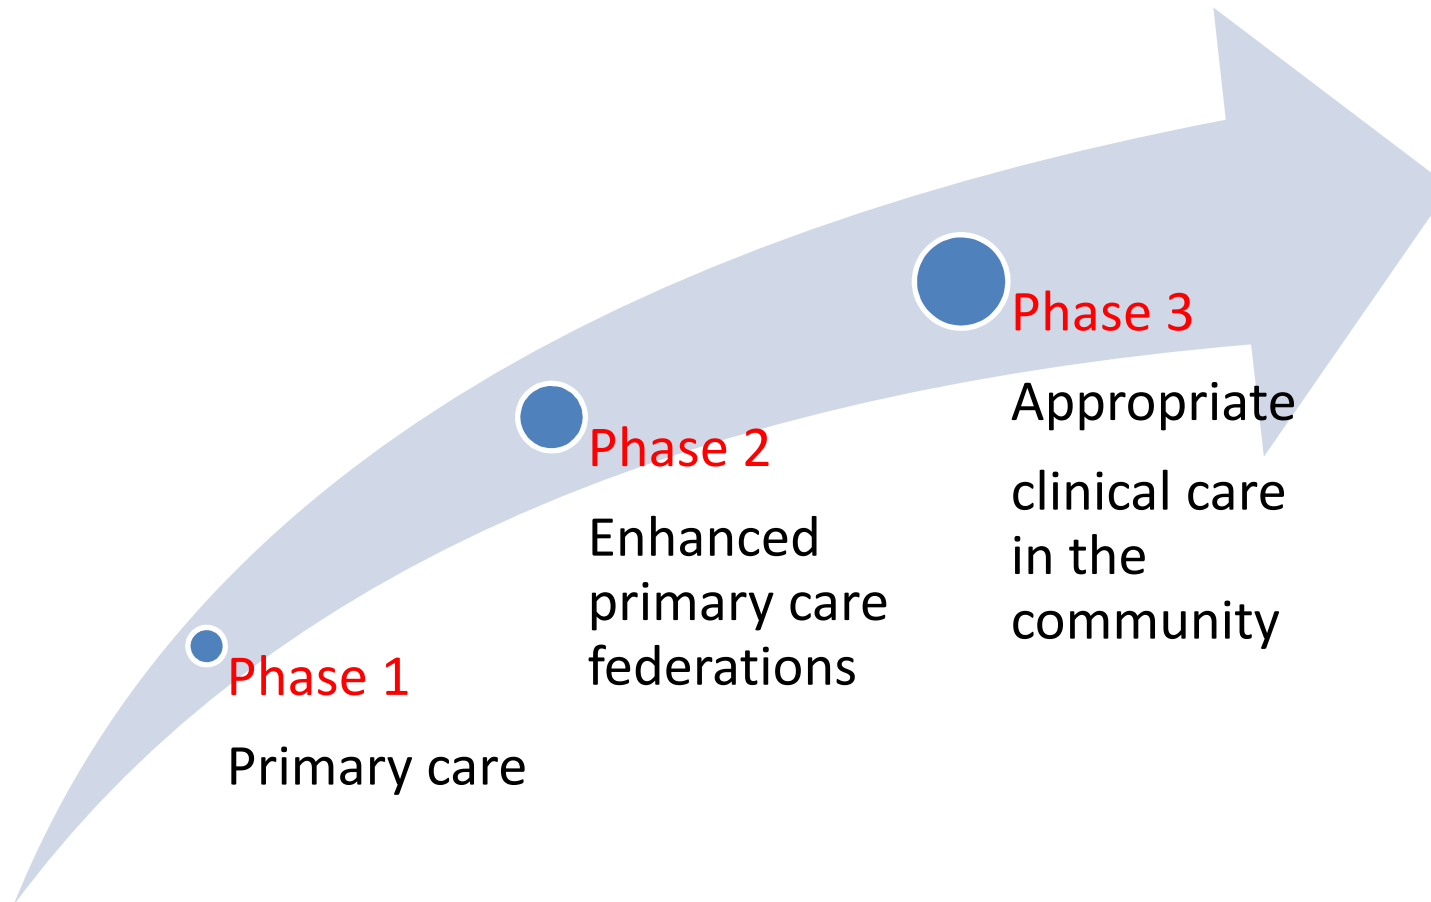 Phase 1
Primary care
Phase 2
Enhanced
primary care
federations
Phase 3
Appropriate
clinical care
in the
community